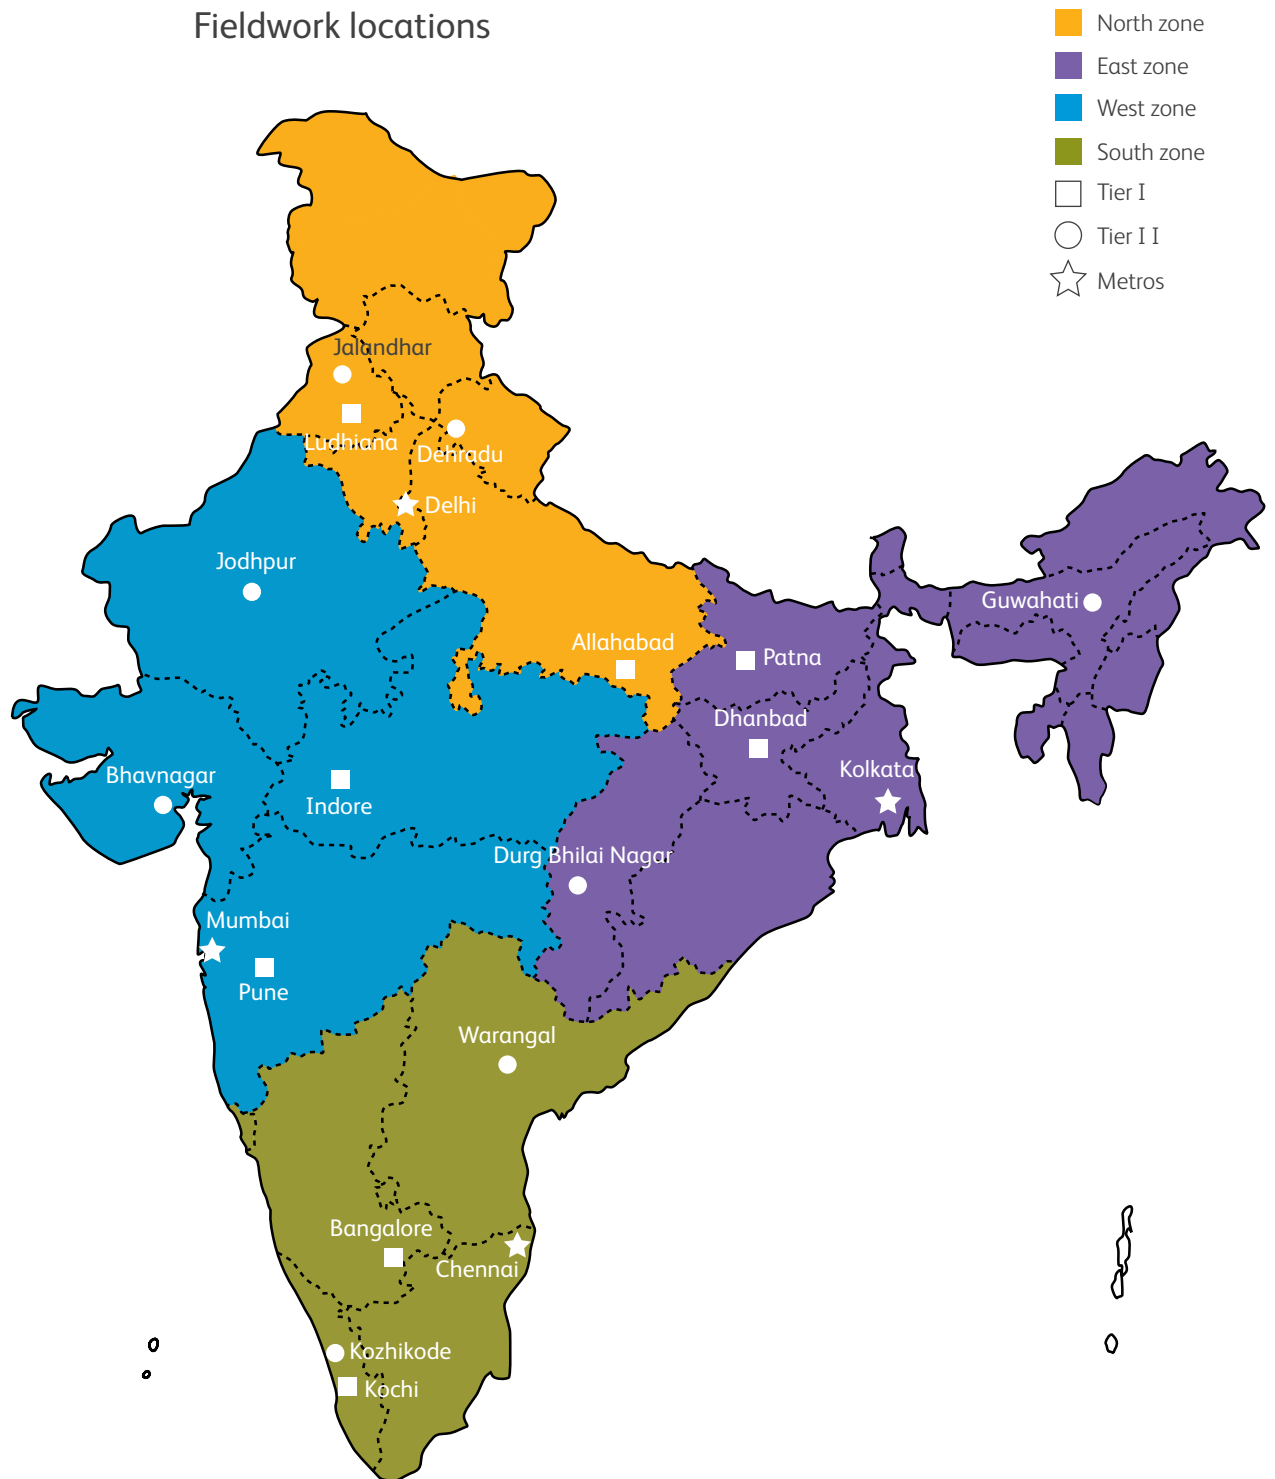 Fieldwork locations
North zone
East zone
West zone
South zone
Tier I
Tier I I
Metros
Jalandhar
Ludhiana
Dehradu
Delhi
Jodhpur
Guwahati
Allahabad
Patna
Dhanbad
Kolkata
Bhavnagar
Indore
Durg Bhilai Nagar
Mumbai
Pune
Warangal
Bangalore
Chennai
Kozhikode
Kochi